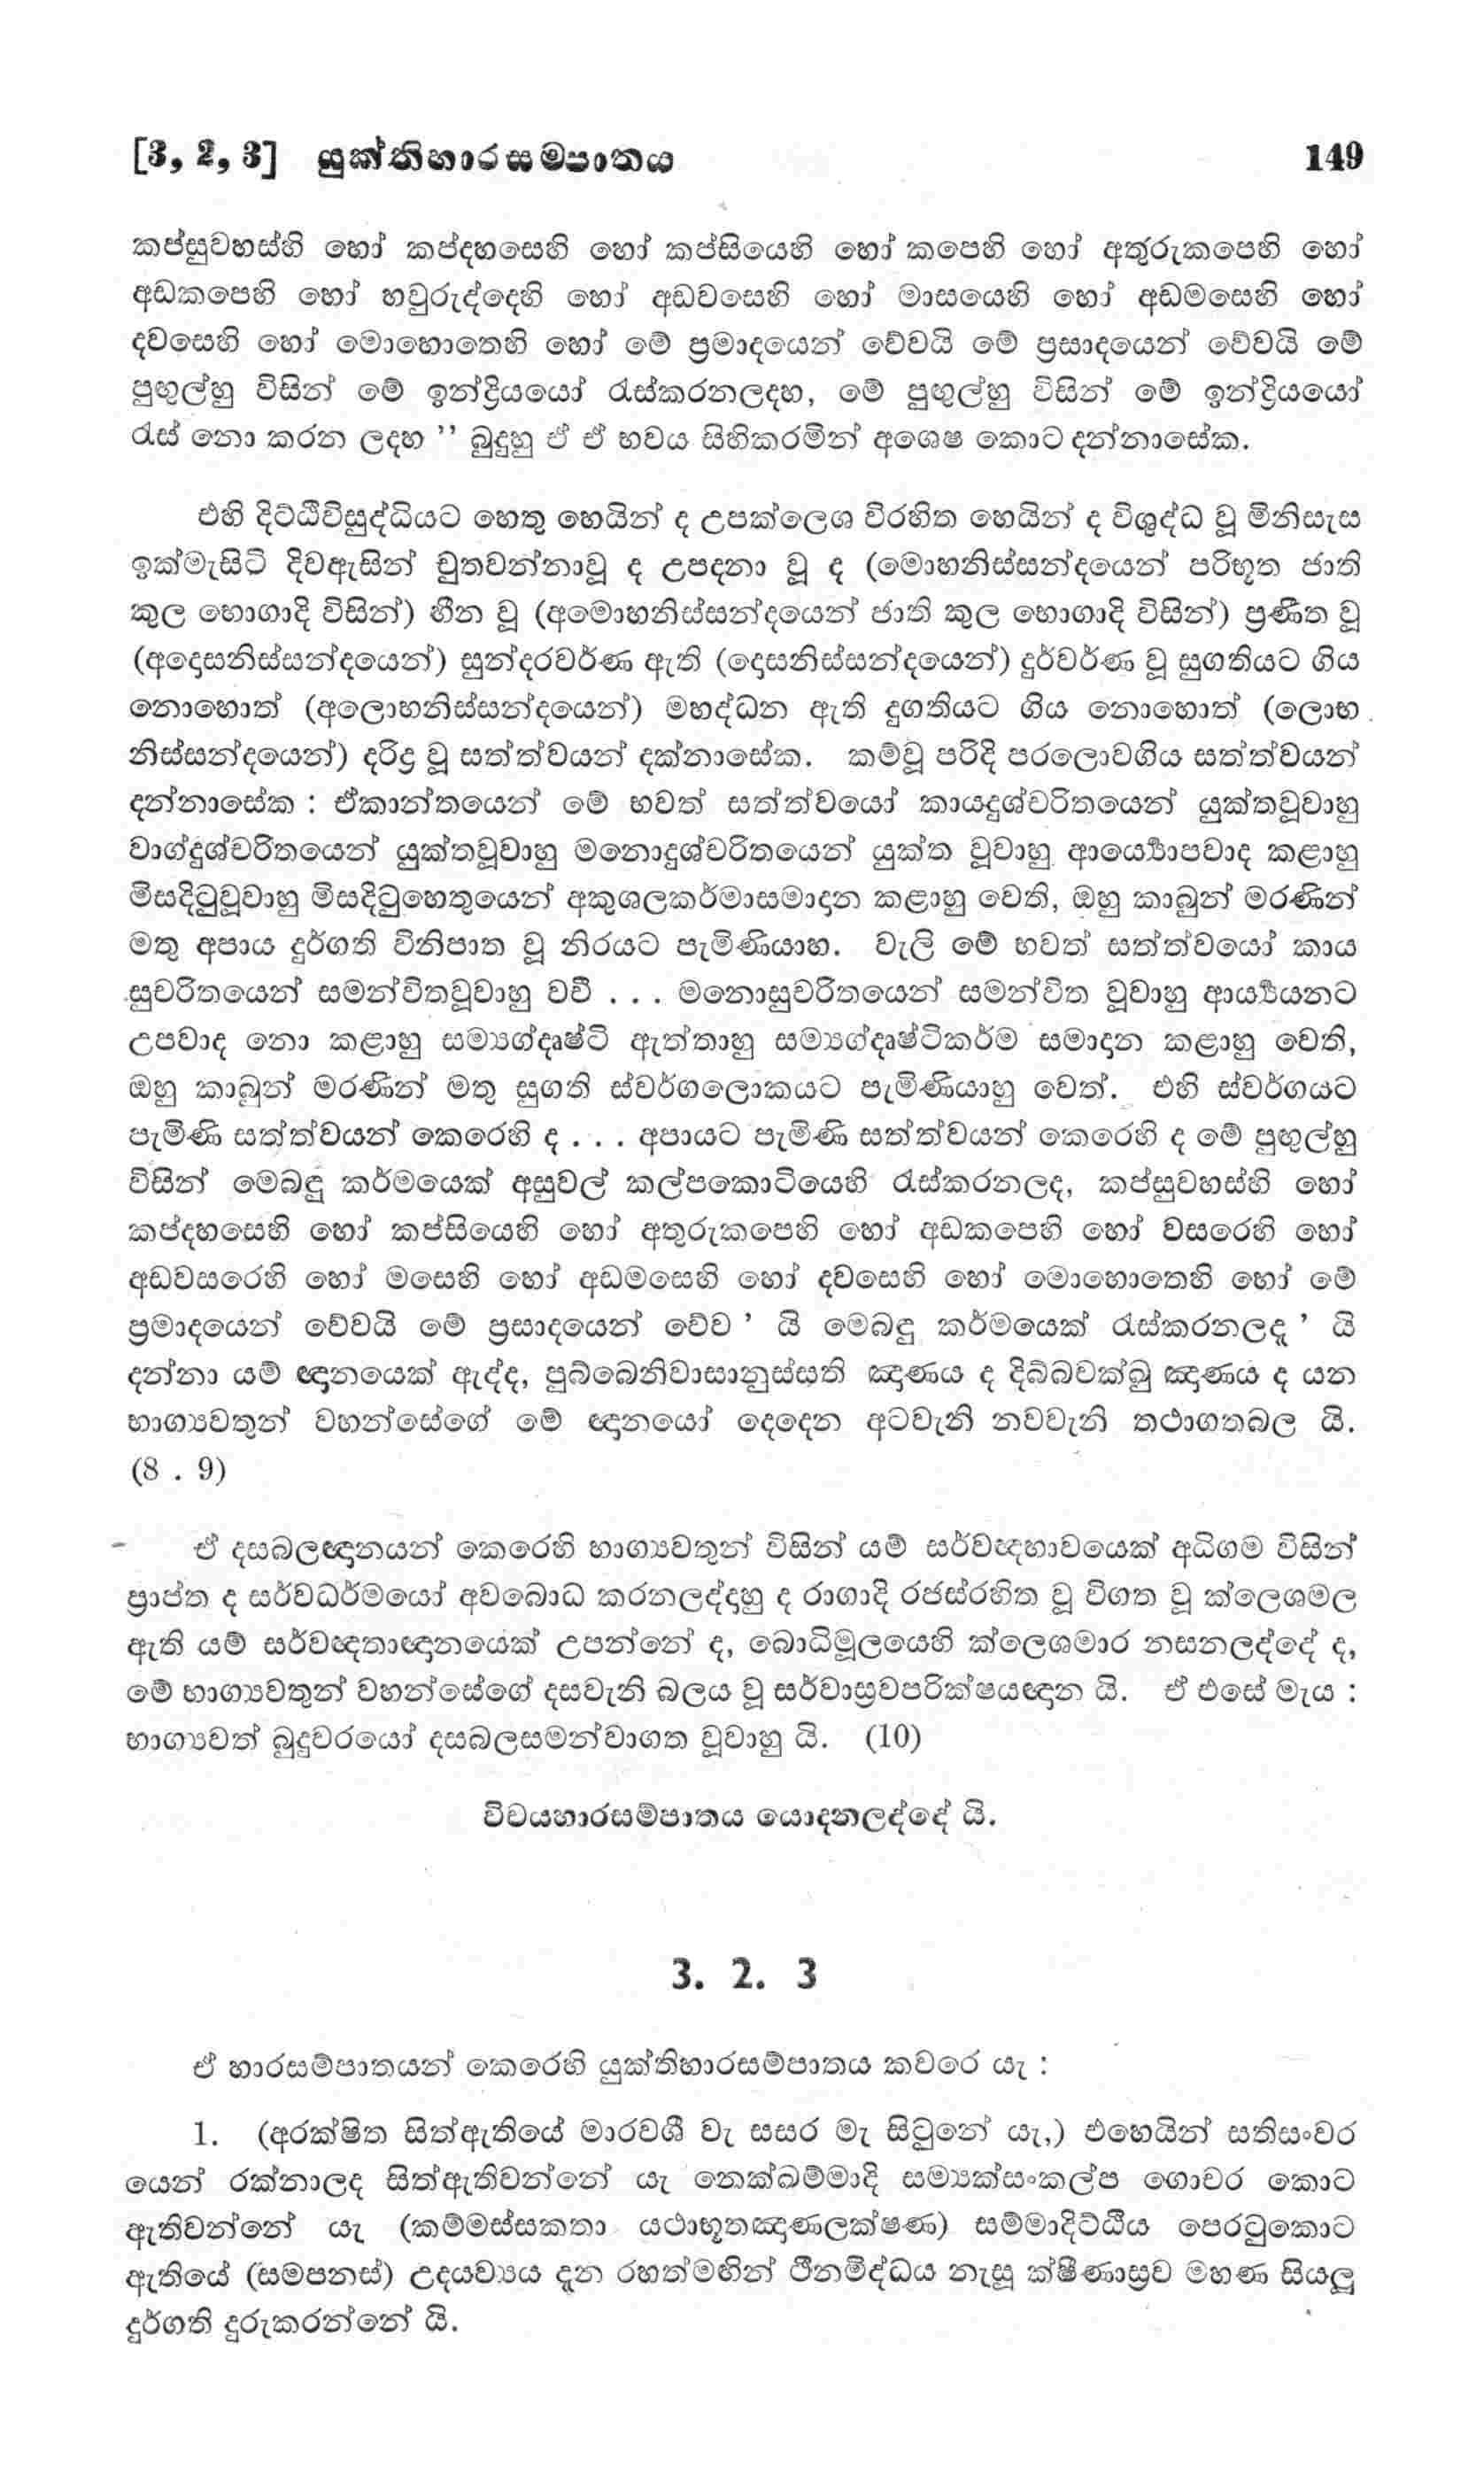 [3, 2, 3] යුක්තිහාරසමපාතය 149
කප්සුවහස්හි හෝ කප්දහසෙහි හෝ කප්සියෙහි හෝ කපෙහි හෝ අතුරුකපෙහි හෝ
අඩකපෙහි හෝ හවුරුද්දෙහි හෝ අඩවසෙහි හෝ මාසයෙහි හෝ අඩමසෙහි හෝ
දවසෙහි හෝ මොහොතෙහි හෝ මේ ප්‍රමාදයෙන් වේවයි මේ ප්‍රසාදයෙන් වේවයි මේ
පුඟුල්හු විසින් මේ ඉන්ද්‍රියයෝ රැස්කරනලදහ, මේ පුඟුල්හු විසින් මේ ඉන්ද්‍රියයෝ
රැස් නො කරන ලදහ ’’ බුදුහු ඒ ඒ භවය සිහිකරමින් අශෙෂ කොට දන්නාසේක.
එහි දිට්ඨිවිසුද්ධියට හෙතු හෙයින් ද උපක්ලෙශ විරහිත හෙයින් ද විශුද්ධ වූ මිනිසැස
ඉක්මැසිටි දිවඇසින් චුතවන්නාවූ ද උපදනා වූ ද (මොහනිස්සන්දයෙන් පරිභූත ජාති
කුල භොගාදි විසින්) හීන වූ (අමොහනිස්සන්දයෙන් ජාති කුල භොගාදි විසින්) ප්‍රණීත වූ
(අදොසනිස්සන්දයෙන්) සුන්දරවර්ණ ඇති (දොසනිස්සන්දයෙන්) දුර්වර්ණ වූ සුගතියට ගිය
නොහොත් (අලොභනිස්සන්දයෙන්) මහද්ධන ඇති දුගතියට ගිය නොහොත් (ලොභ
නිස්සන්දයෙන්) දරිද්‍ර වූ සත්ත්වයන් දක්නාසේක. කම්වූ පරිදි පරලොවගිය සත්ත්වයන්
දන්නාසේක : ඒකාන්තයෙන් මේ භවත් සත්ත්වයෝ කායදුශ්චරිතයෙන් යුක්තවූවාහු
වාග්දුශ්චරිතයෙන් යුක්තවූවාහු මනොදුශ්චරිතයෙන් යුක්ත වූවාහු ආර්‍ය්‍යොපවාද කළාහු
මිසදිටුවූවාහු මිසදිටුහෙතුයෙන් අකුශලකර්මාසමාදාන කළාහු වෙති, ඔහු කාබුන් මරණින්
මතු අපාය දුර්ගති විනිපාත වූ නිරයට පැමිණියාහ. වැලි මේ භවත් සත්ත්වයෝ කාය
සුචරිතයෙන් සමන්විතවූවාහු වචී . . . මනොසුචරිතයෙන් සමන්විත වූවාහු ආර්‍ය්‍යයනට
උපවාද නො කළාහු සම්‍යග්දෘෂ්ටි ඇත්තාහු සම්‍යග්දෘෂ්ටිකර්ම සමාදාන කළාහු වෙති,
ඔහු කාබුන් මරණින් මතු සුගති ස්වර්ගලොකයට පැමිණියාහු වෙත්. එහි ස්වර්ගයට
පැමිණි සත්ත්වයන් කෙරෙහි ද . . . අපායට පැමිණි සත්ත්වයන් කෙරෙහි ද මේ පුඟුල්හු
විසින් මෙබඳු කර්මයෙක් අසුවල් කල්පකොටියෙහි රැස්කරනලද, කප්සුවහස්හි හෝ
කප්දහසෙහි හෝ කප්සියෙහි හෝ අතුරුකපෙහි හෝ අඩකපෙහි හෝ වසරෙහි හෝ
අඩවසරෙහි හෝ මසෙහි හෝ අඩමසෙහි හෝ දවසෙහි හෝ මොහොතෙහි හෝ මේ
ප්‍රමාදයෙන් වේවයි මේ ප්‍රසාදයෙන් වේව ’ යි මෙබඳු කර්මයෙක් රැස්කරනලදැ ’ යි
දන්නා යම් ඥානයෙක් ඇද්ද, පුබ්බෙනිවාසානුස්සති ඤාණය ද දිබ්බචක්ඛු ඤාණය ද යන
භාග්‍යවතුන් වහන්සේගේ මේ ඥානයෝ දෙදෙන අටවැනි නවවැනි තථාගතබල යි.
(8 . 9)
ඒ දසබලඥානයන් කෙරෙහි භාග්‍යවතුන් විසින් යම් සර්වඥභාවයෙක් අධිගම විසින්
ප්‍රාප්ත ද සර්වධර්මයෝ අවබොධ කරනලද්දාහු ද රාගාදි රජස්රහිත වූ විගත වූ ක්ලෙශමල
ඇති යම් සර්වඥතාඥානයෙක් උපන්නේ ද, බොධිමූලයෙහි ක්ලෙශමාර නසනලද්දේ ද,
මේ භාග්‍යවතුන් වහන්සේගේ දසවැනි බලය වූ සර්වාස්‍රවපරික්ෂයඥාන යි. ඒ එසේ මැය :
භාග්‍යවත් බුදුවරයෝ දසබලසමන්වාගත වූවාහු යි. (10)
විචයහාරසම්පාතය යොදනලද්දේ යි.
3. 2. 3
ඒ හාරසම්පාතයන් කෙරෙහි යුක්තිහාරසම්පාතය කවරෙ යැ :
1. (අරක්ෂිත සිත්ඇතියේ මාරවශී වැ සසර මැ සිටුනේ යැ,) එහෙයින් සතිසංවර
යෙන් රක්නාලද සිත්ඇතිවන්නේ යැ නෙක්ඛම්මාදි සම්‍යක්සංකල්ප ගොචර කොට
ඇතිවන්නේ යැ (කම්මස්සකතා යථාභූතඤාණලක්ෂණ) සම්මාදිට්ඨිය පෙරටුකොට
ඇතියේ (සමපනස්) උදයව්‍යය දැන රහත්මඟින් ථීනමිද්ධය නැසූ ක්ෂීණාස්‍රව මහණ සියලු
දුර්ගති දුරුකරන්නේ යි.